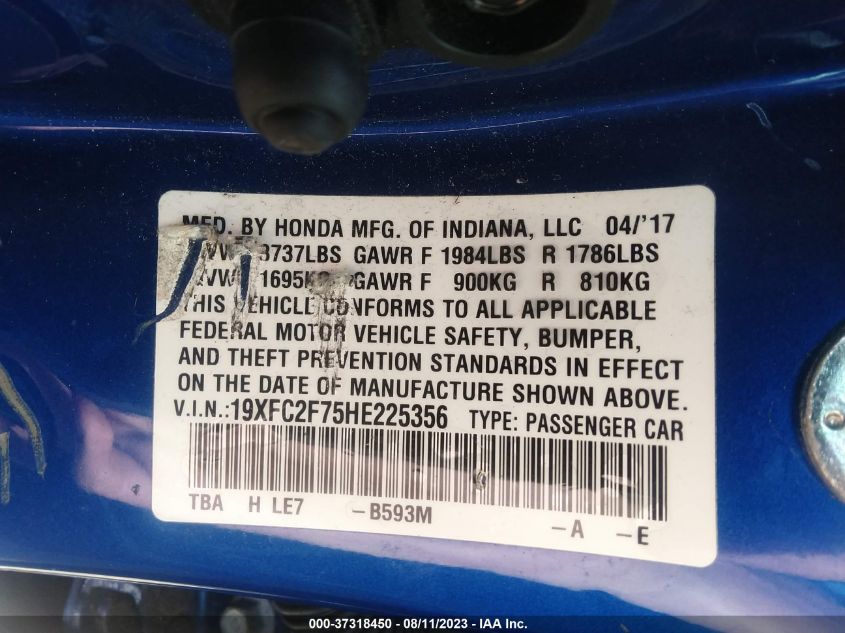 MFD. BY HONDA MFG. OF INDIANA, LLC 04/'17
3737LBS GAWR F 1984LBS R 1786LBS
1695KG GAWR F 900KG R 810KG
THIS VEHICLE CONFORMS TO ALL APPLICABLE
FEDERAL MOTOR VEHICLE SAFETY, BUMPER,
AND THEFT PREVENTION STANDARDS IN EFFECT
ON THE DATE OF MANUFACTURE SHOWN ABOVE.
V.I.N.:19XFC2F75HE225356 TYPE: PASSENGER CAR
TBA H LE7 -B593M -A -E
000-37318450 - 08/11/2023 - IAA Inc.